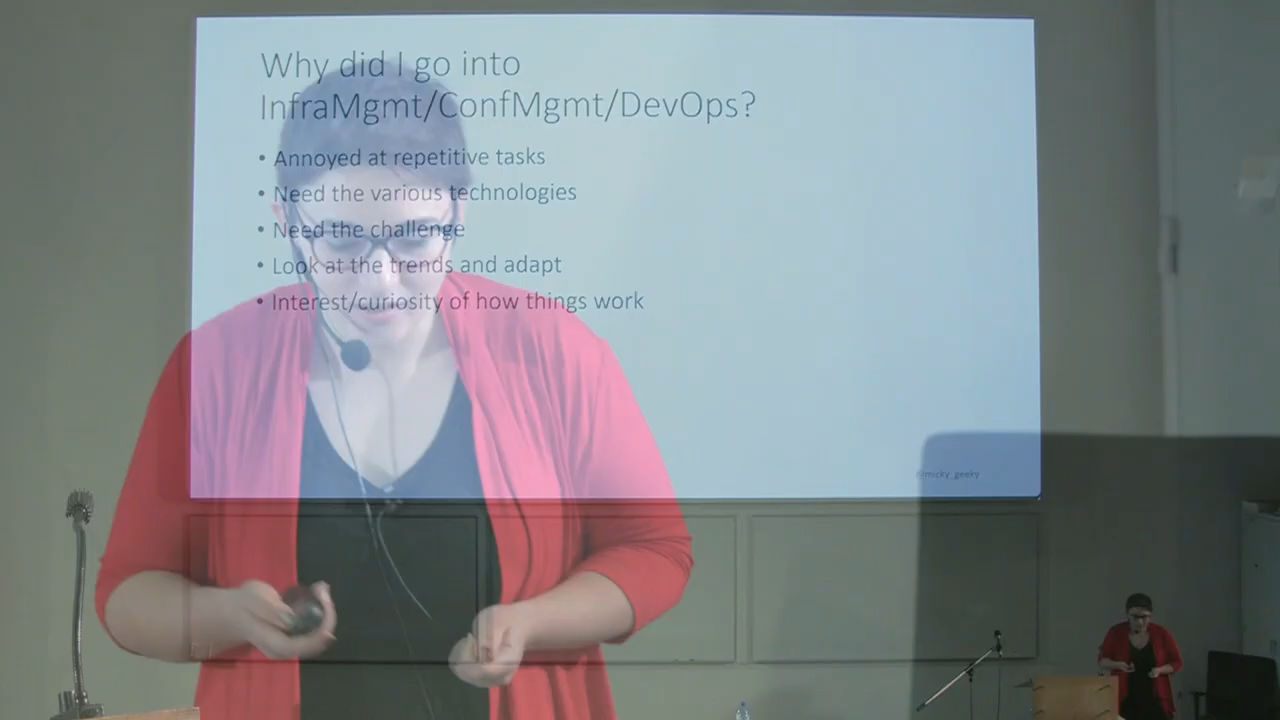 Why did I go into
InfraMgmt/ConfMgmt/DevOps?
• Annoyed at repetitive tasks
• Need the various technologies
• Need the challenge
• Look at the trends and adapt
• Interest/curiosity of how things work
@micky_geeky